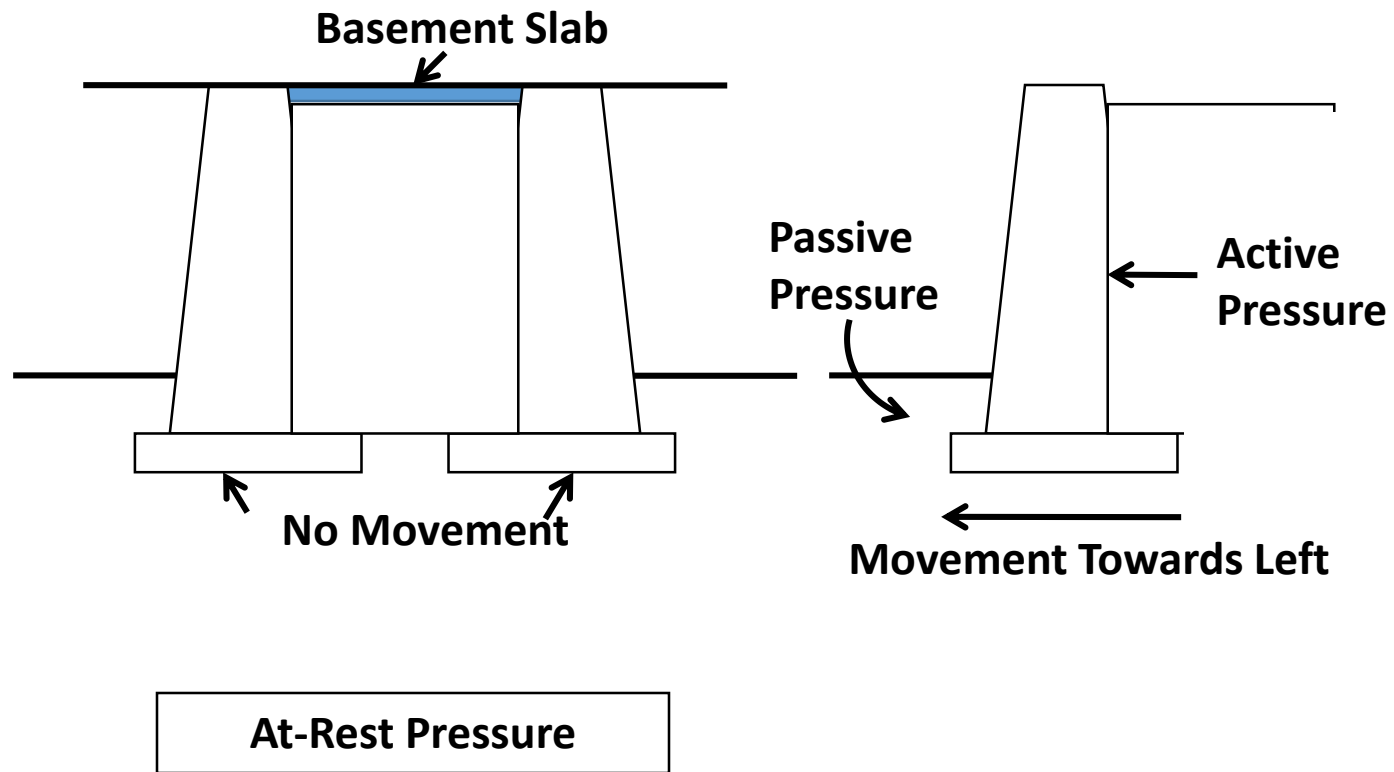 Basement Slab
Passive
Pressure
Active
Pressure
No Movement
Movement Towards Left
At-Rest Pressure